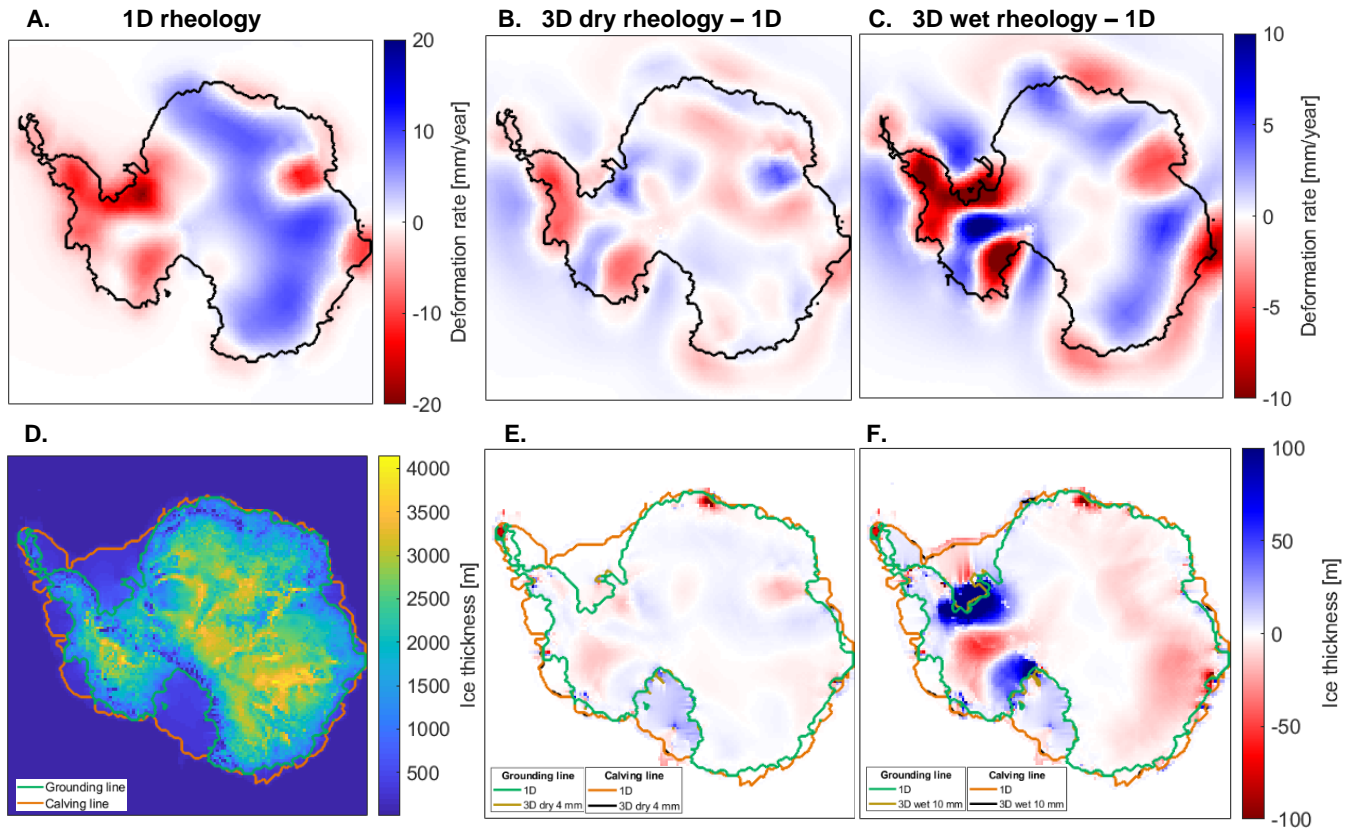 A. 1D rheology
B. 3D dry rheology – 1D
C. 3D wet rheology – 1D
20
10
0
-10
-20
Deformation rate [mm/year]
10
5
0
-5
-10
Deformation rate [mm/year]
D.
E.
F.
4000
3500
3000
2500
2000
1500
1000
500
Ice thickness [m]
Grounding line
Calving line
Grounding line
1D
3D dry 4 mm
Calving line
1D
3D dry 4 mm
Grounding line
1D
3D wet 10 mm
Calving line
1D
3D wet 10 mm
100
50
0
-50
-100
Ice thickness [m]